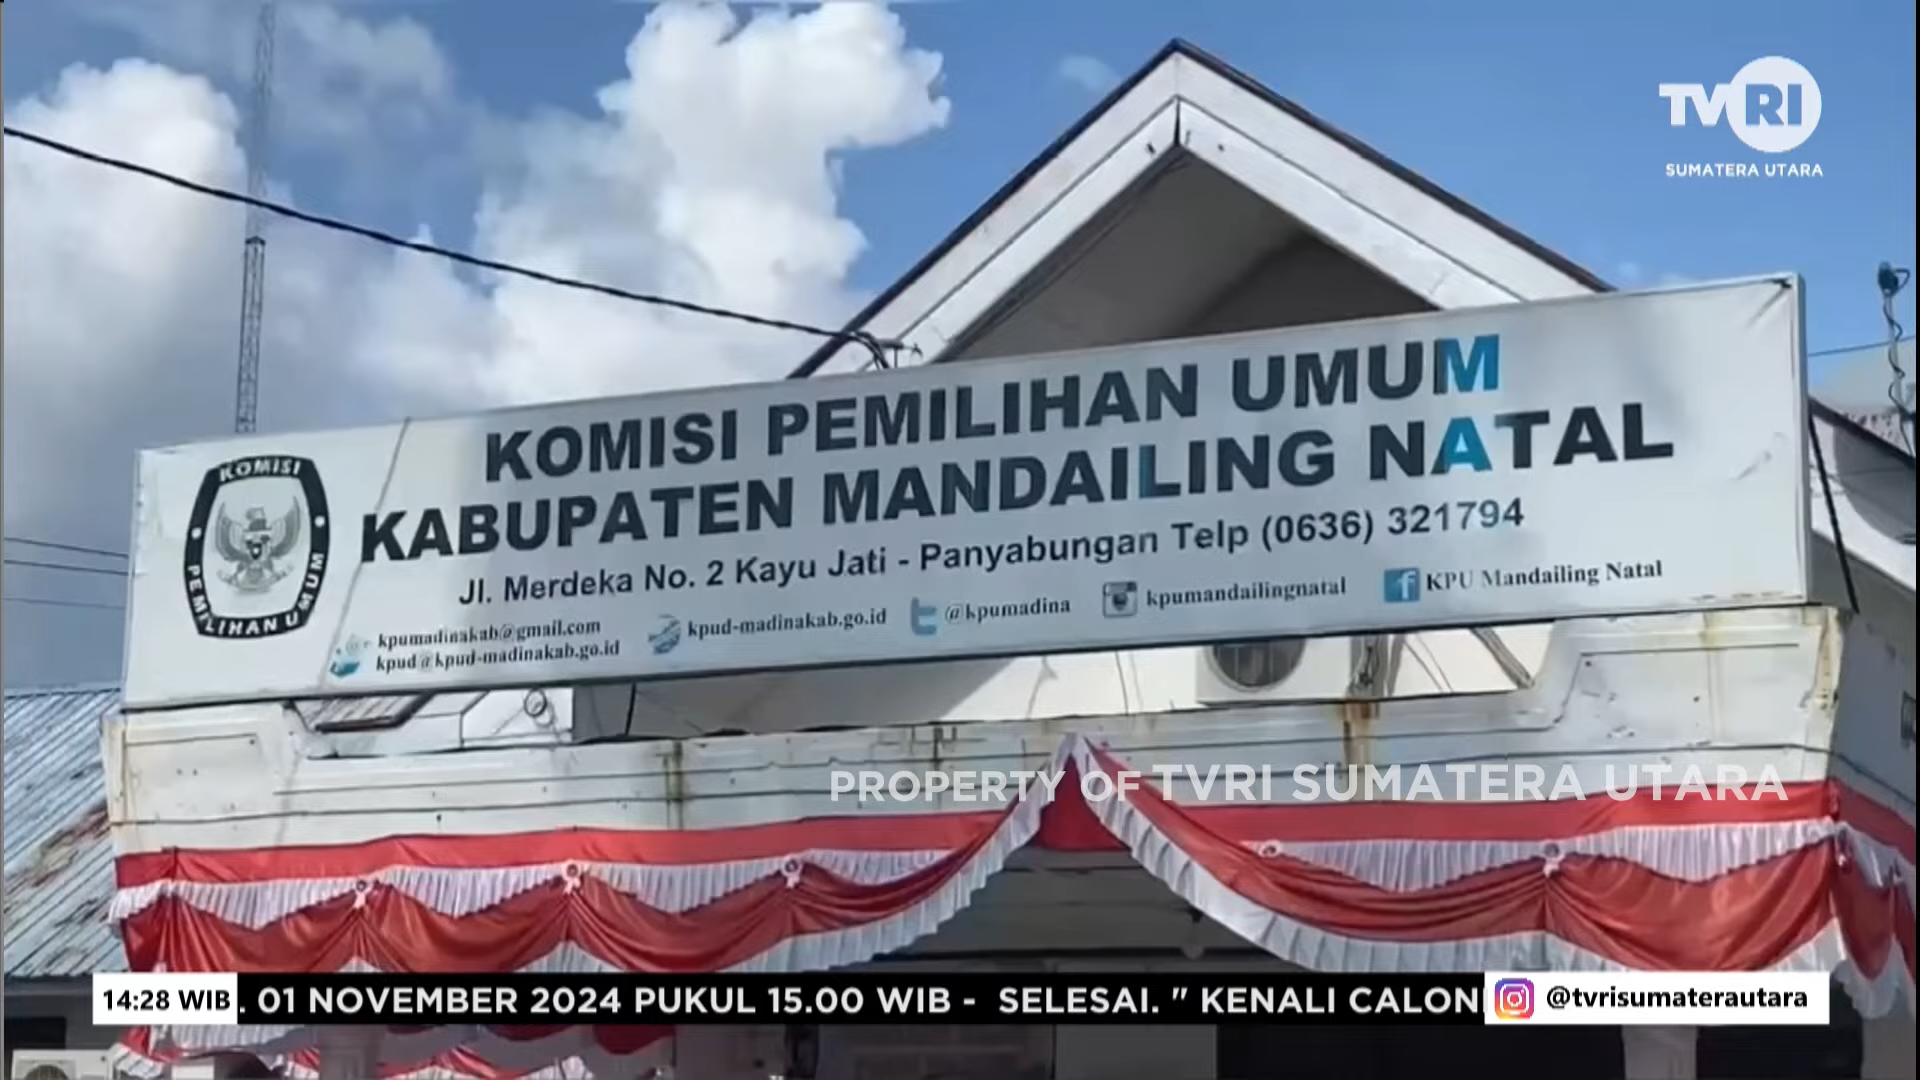 TVRI
SUMATERA UTARA
KOMISI PEMILIHAN UMUM
KABUPATEN MANDAILING NATAL
Jl. Merdeka No. 2 Kayu Jati - Panyabungan Telp (0636) 321794
KOMISI
PEMILIHAN UMUM
kpumadinakab@gmail.com
kpud@kpud-madinakab.go.id
kpud-madinakab.go.id
@kpumadina
kpumandailingnatal
KPU Mandailing Natal
PROPERTY OF TVRI SUMATERA UTARA
14:28 WIB
. 01 NOVEMBER 2024 PUKUL 15.00 WIB - SELESAI. " KENALI CALON
@tvrisumaterautara